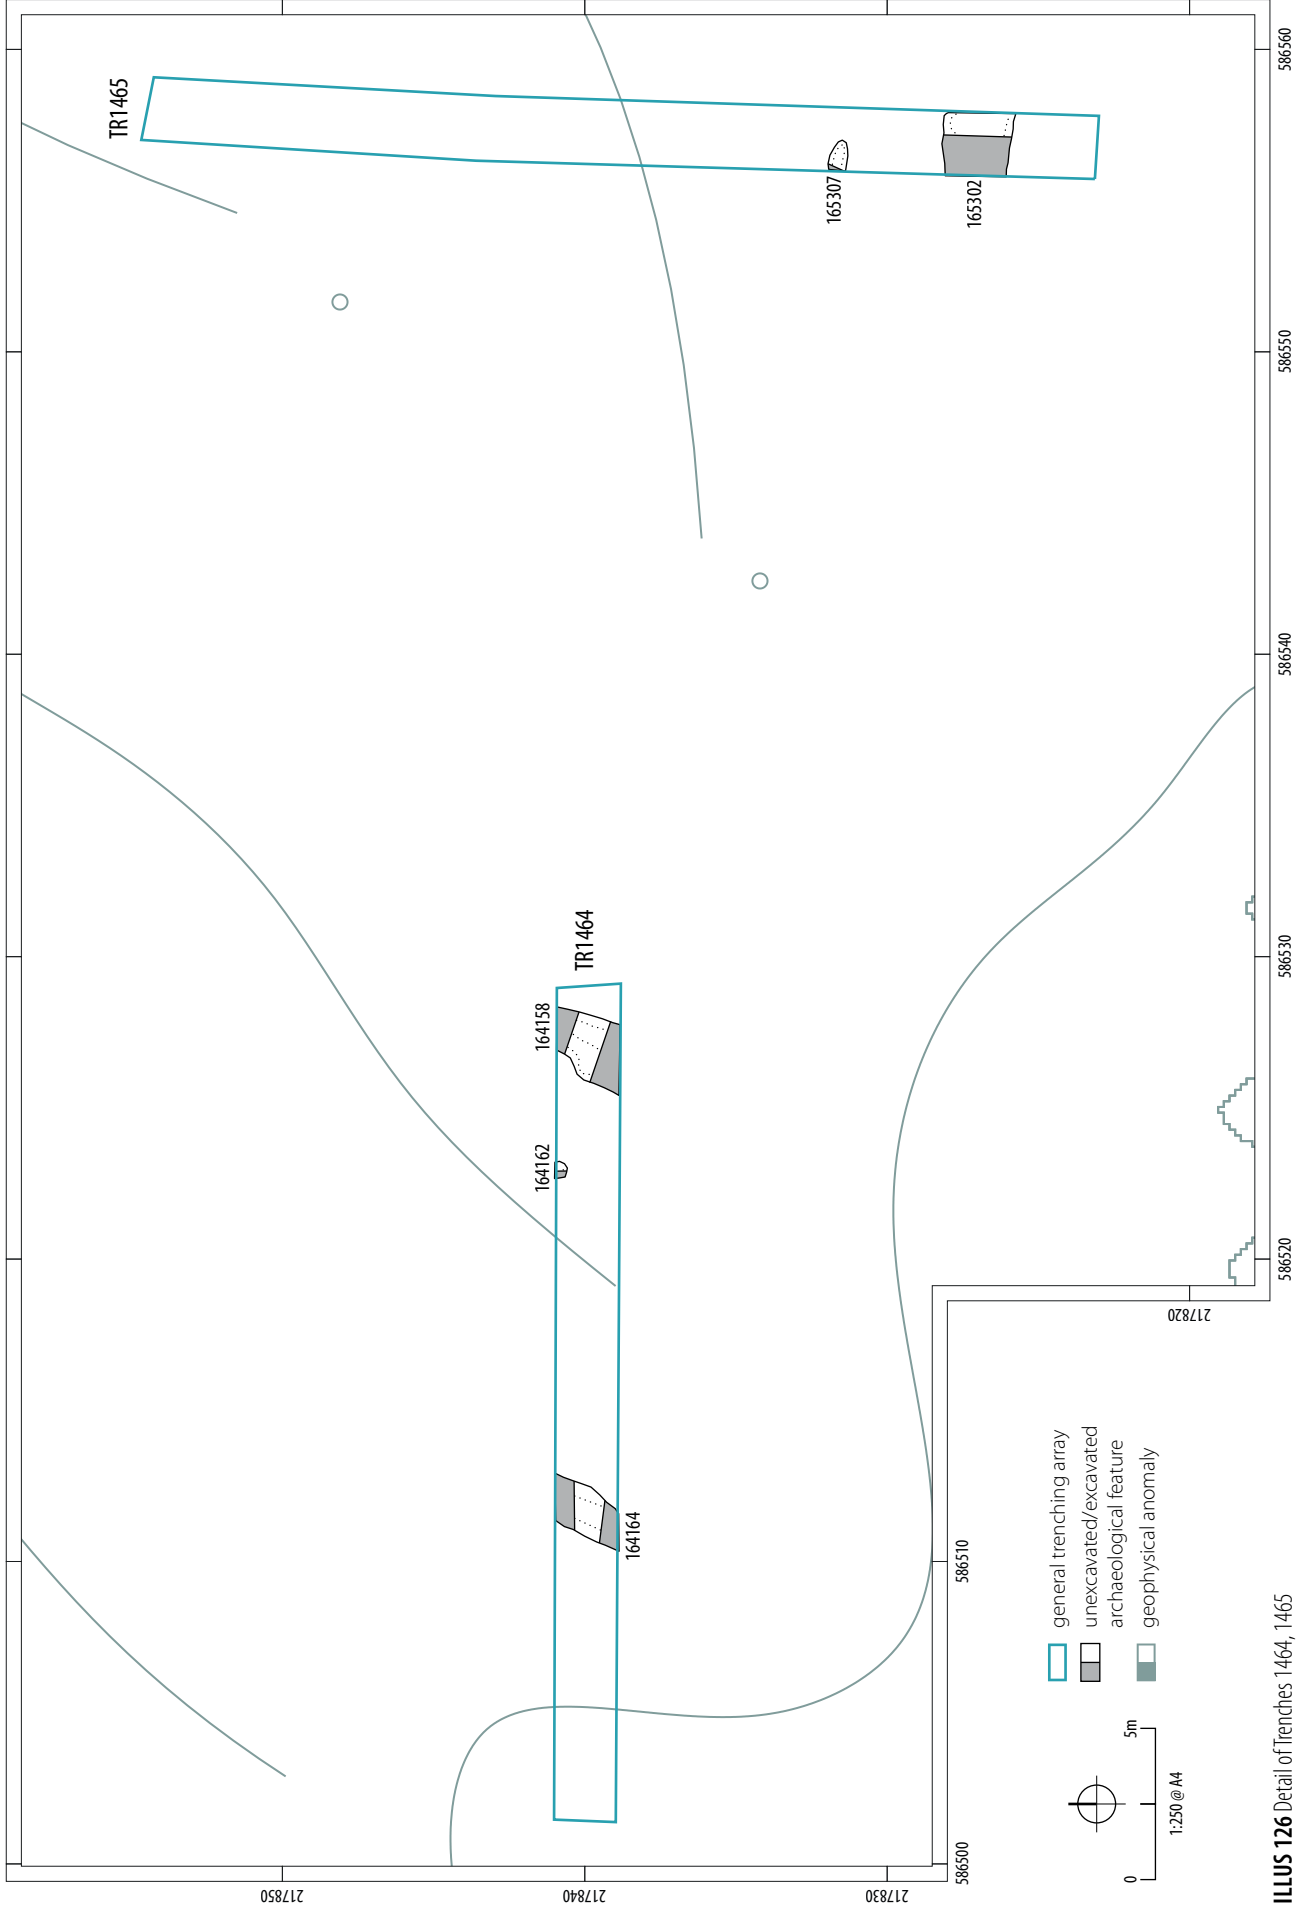 TR1465
165307
165302
TR1464
164158
164162
164164
217850
217840
217830
217820
586500
586510
586520
586530
586540
586550
586560
general trenching array
unexcavated/excavated
archaeological feature
geophysical anomaly
0 5m
1:250 @ A4
ILLUS 126 Detail of Trenches 1464, 1465